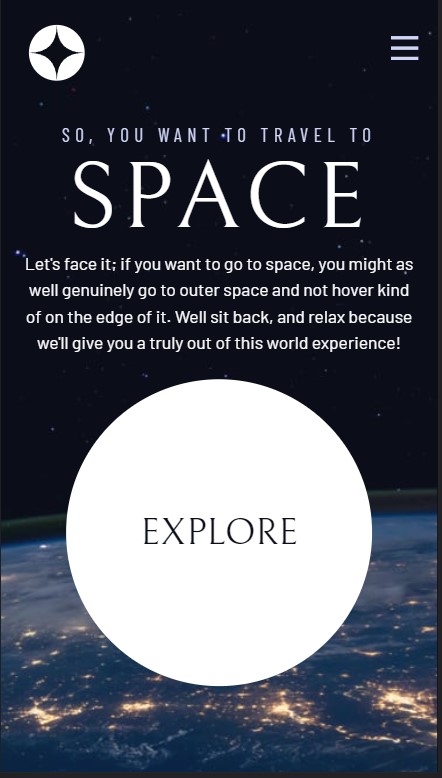 SO, YOU WANT TO TRAVEL TO
SPACE
Let's face it; if you want to go to space, you might as
well genuinely go to outer space and not hover kind
of on the edge of it. Well sit back, and relax because
we'll give you a truly out of this world experience!
EXPLORE